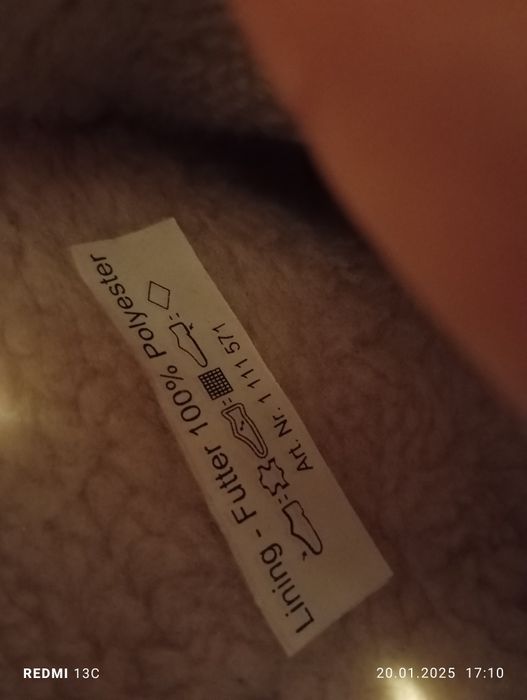 Lining - Futter 100% Polyester
Art. Nr. 1 111 571
REDMI 13C
20.01.2025 17:10